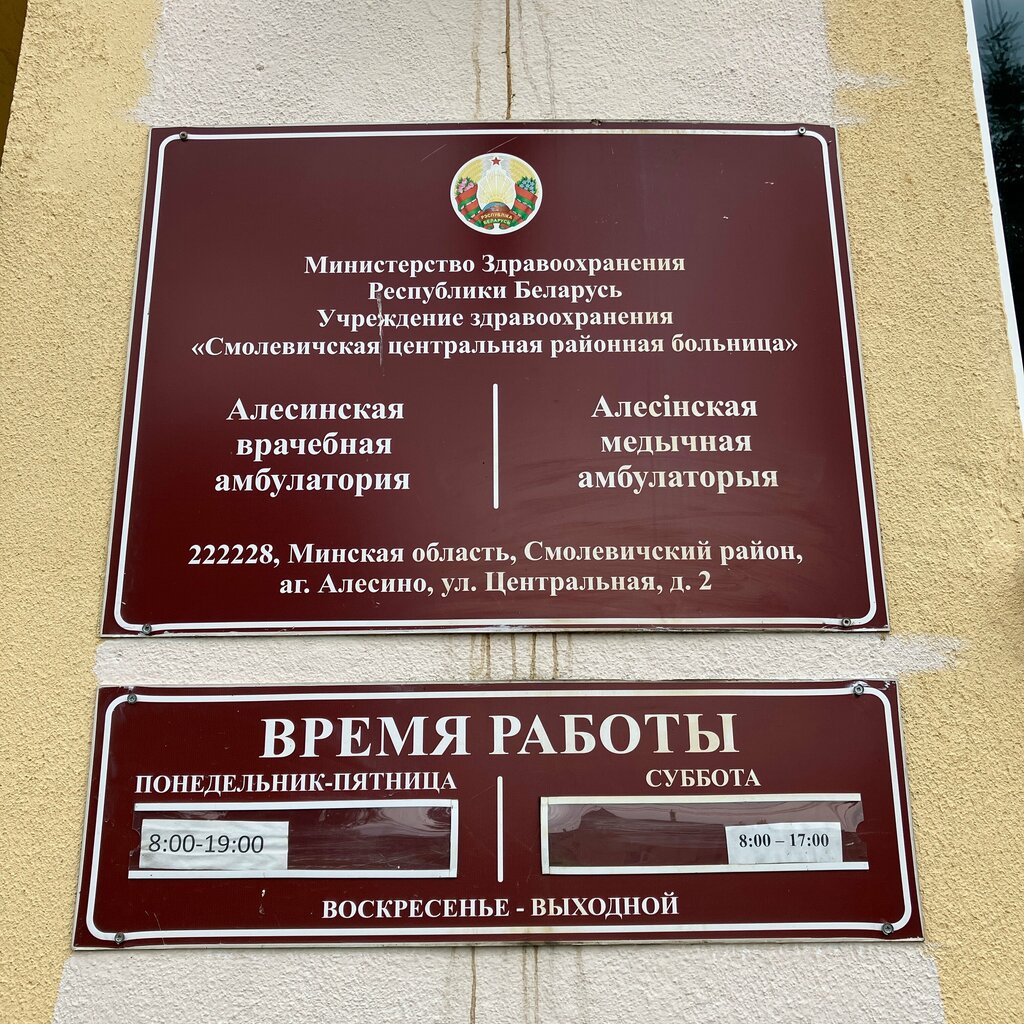 РЭСПУБЛІКА
БЕЛАРУСЬ
Министерство Здравоохранения
Республики Беларусь
Учреждение здравоохранения
«Смолевичская центральная районная больница»
Алесинская
врачебная
амбулатория
Алесінская
медычная
амбулаторыя
222228, Минская область, Смолевичский район,
аг. Алесино, ул. Центральная, д. 2
ВРЕМЯ РАБОТЫ
ПОНЕДЕЛЬНИК-ПЯТНИЦА
8:00-19:00
СУББОТА
8:00 – 17:00
ВОСКРЕСЕНЬЕ - ВЫХОДНОЙ